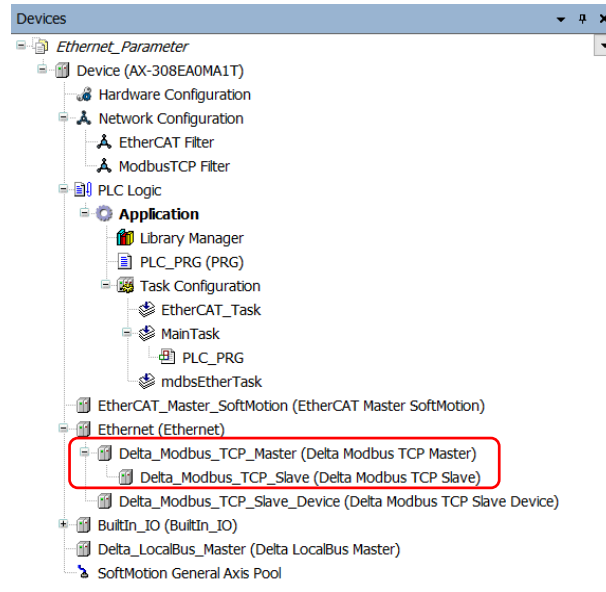 Devices
Ethernet_Parameter
Device (AX-308EA0MA1T)
Hardware Configuration
Network Configuration
EtherCAT Filter
ModbusTCP Filter
PLC Logic
Application
Library Manager
PLC_PRG (PRG)
Task Configuration
EtherCAT_Task
MainTask
PLC_PRG
mdbsEtherTask
EtherCAT_Master_SoftMotion (EtherCAT Master SoftMotion)
Ethernet (Ethernet)
Delta_Modbus_TCP_Master (Delta Modbus TCP Master)
Delta_Modbus_TCP_Slave (Delta Modbus TCP Slave)
Delta_Modbus_TCP_Slave_Device (Delta Modbus TCP Slave Device)
BuiltIn_IO (BuiltIn_IO)
Delta_LocalBus_Master (Delta LocalBus Master)
SoftMotion General Axis Pool